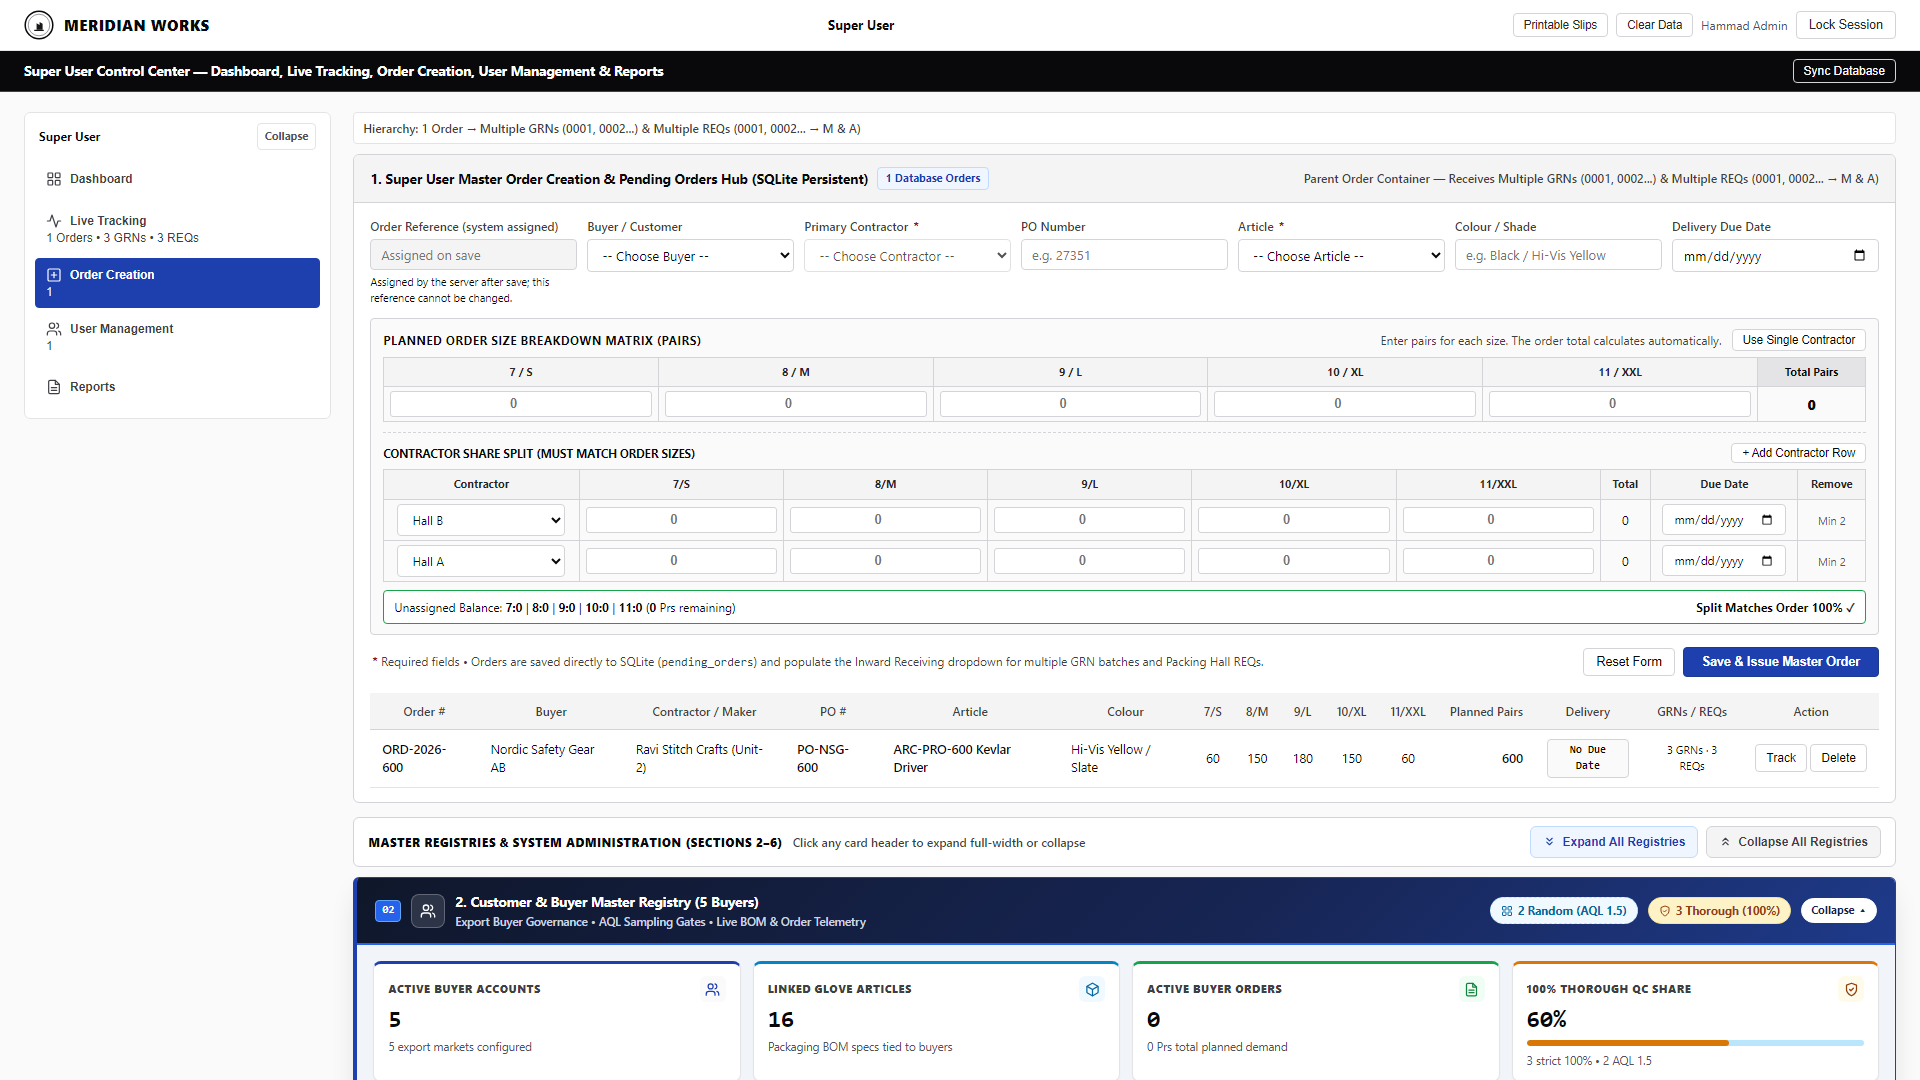 MERIDIAN WORKS
Super User
Printable Slips
Clear Data
Hammad Admin
Lock Session
Super User Control Center — Dashboard, Live Tracking, Order Creation, User Management & Reports
Sync Database
Super User
Collapse
Dashboard
Live Tracking
1 Orders • 3 GRNs • 3 REQs
Order Creation
1
User Management
1
Reports
Hierarchy: 1 Order → Multiple GRNs (0001, 0002...) & Multiple REQs (0001, 0002... → M & A)
1. Super User Master Order Creation & Pending Orders Hub (SQLite Persistent)
1 Database Orders
Parent Order Container — Receives Multiple GRNs (0001, 0002...) & Multiple REQs (0001, 0002... → M & A)
Order Reference (system assigned)
Buyer / Customer
Primary Contractor *
PO Number
Article *
Colour / Shade
Delivery Due Date
Assigned on save
-- Choose Buyer --
-- Choose Contractor --
e.g. 27351
-- Choose Article --
e.g. Black / Hi-Vis Yellow
mm/dd/yyyy
Assigned by the server after save; this
reference cannot be changed.
PLANNED ORDER SIZE BREAKDOWN MATRIX (PAIRS)
Enter pairs for each size. The order total calculates automatically.
Use Single Contractor
7 / S
8 / M
9 / L
10 / XL
11 / XXL
Total Pairs
0
0
0
0
0
0
CONTRACTOR SHARE SPLIT (MUST MATCH ORDER SIZES)
+ Add Contractor Row
Contractor
7/S
8/M
9/L
10/XL
11/XXL
Total
Due Date
Remove
Hall B
0
0
0
0
0
0
mm/dd/yyyy
Min 2
Hall A
0
0
0
0
0
0
mm/dd/yyyy
Min 2
Unassigned Balance: 7:0 | 8:0 | 9:0 | 10:0 | 11:0 (0 Prs remaining)
Split Matches Order 100% ✓
* Required fields • Orders are saved directly to SQLite (pending_orders) and populate the Inward Receiving dropdown for multiple GRN batches and Packing Hall REQs.
Reset Form
Save & Issue Master Order
Order #
Buyer
Contractor / Maker
PO #
Article
Colour
7/S
8/M
9/L
10/XL
11/XXL
Planned Pairs
Delivery
GRNs / REQs
Action
ORD-2026-
600
Nordic Safety Gear
AB
Ravi Stitch Crafts (Unit-
2)
PO-NSG-
600
ARC-PRO-600 Kevlar
Driver
Hi-Vis Yellow /
Slate
60
150
180
150
60
600
No Due
Date
3 GRNs · 3
REQs
Track
Delete
MASTER REGISTRIES & SYSTEM ADMINISTRATION (SECTIONS 2–6)
Click any card header to expand full-width or collapse
Expand All Registries
Collapse All Registries
02
2. Customer & Buyer Master Registry (5 Buyers)
Export Buyer Governance • AQL Sampling Gates • Live BOM & Order Telemetry
2 Random (AQL 1.5)
3 Thorough (100%)
Collapse
ACTIVE BUYER ACCOUNTS
5
5 export markets configured
LINKED GLOVE ARTICLES
16
Packaging BOM specs tied to buyers
ACTIVE BUYER ORDERS
0
0 Prs total planned demand
100% THOROUGH QC SHARE
60%
3 strict 100% • 2 AQL 1.5